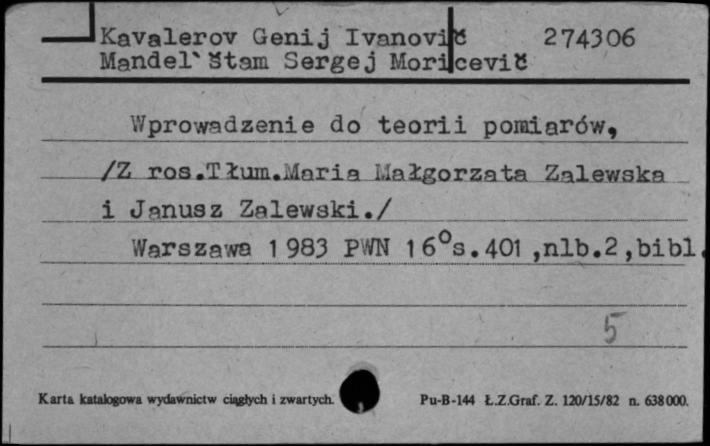 Kavalerov Genij Ivanovič 274306
Mandel`štam Sergej Moricevič
Wprowadzenie do teorii pomiarów,
/Z ros.Tłum.Maria Małgorzata Zalewska
i Janusz Zalewski./
Warszawa 1983 PWN 16°s.401,nlb.2,bibl.
5
Karta katalogowa wydawnictw ciągłych i zwartych. Pu-B-144 Ł.Z.Graf. Z. 120/15/82 n. 638000.